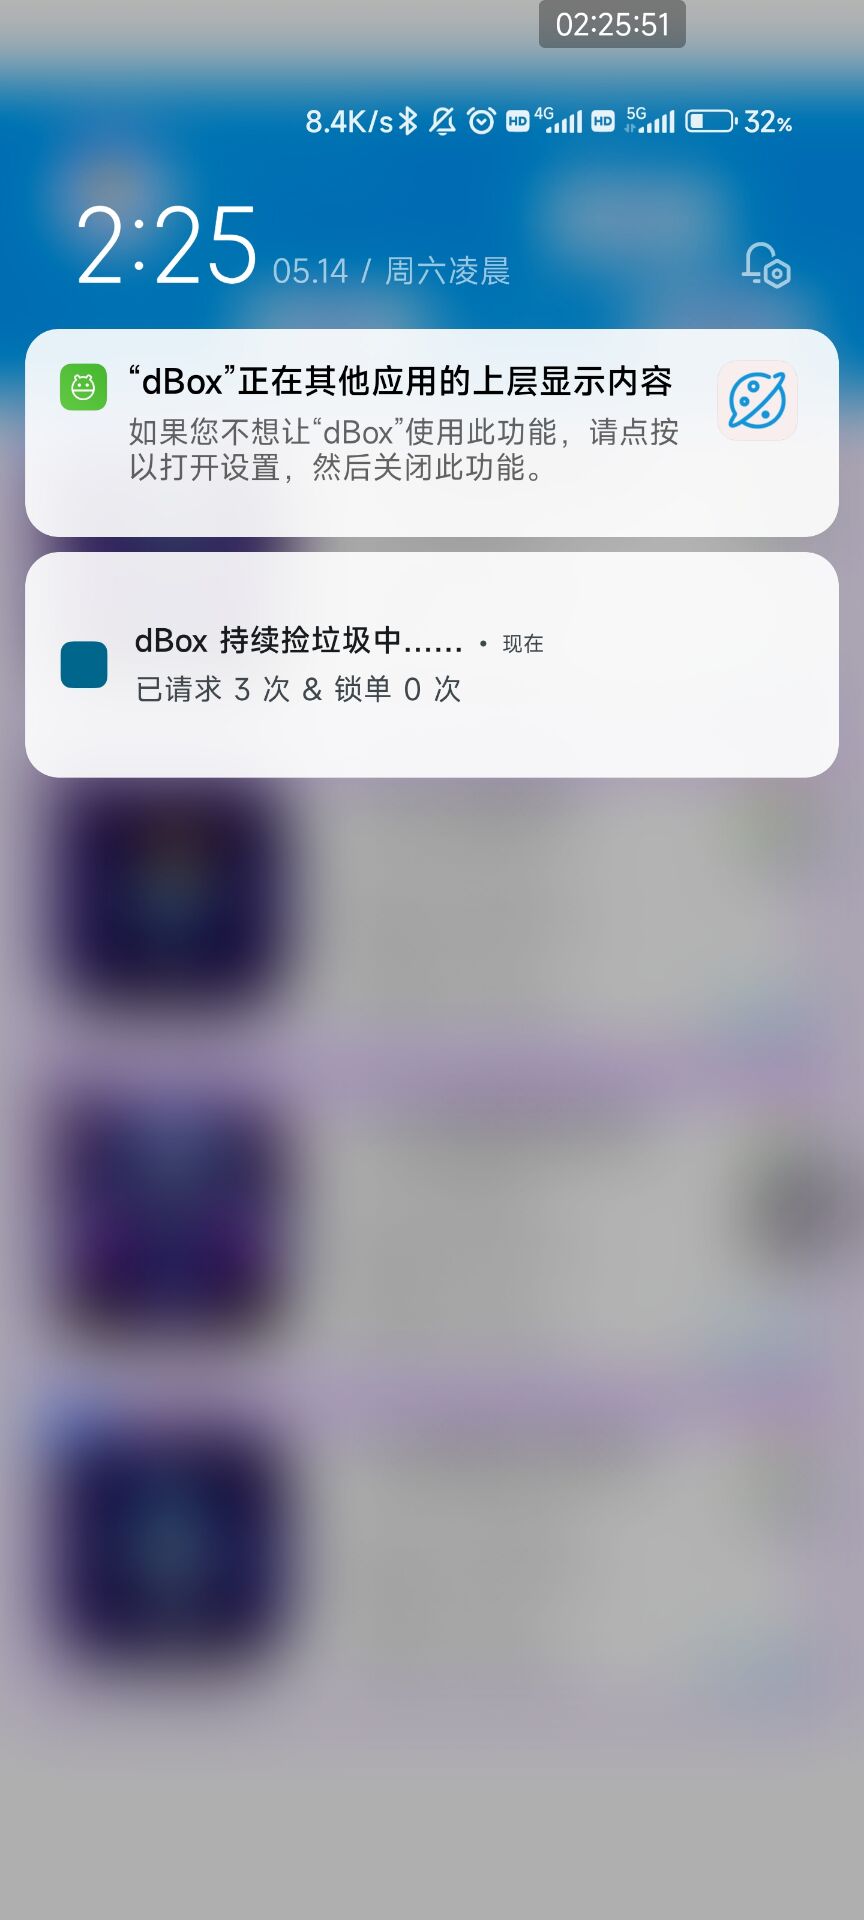 02:25:51
8.4K/s HD 4G HD 5G 32%
2:25 05.14 / 周六凌晨
“dBox”正在其他应用的上层显示内容
如果您不想让“dBox”使用此功能，请点按
以打开设置，然后关闭此功能。
dBox 持续捡垃圾中…… • 现在
已请求 3 次 & 锁单 0 次